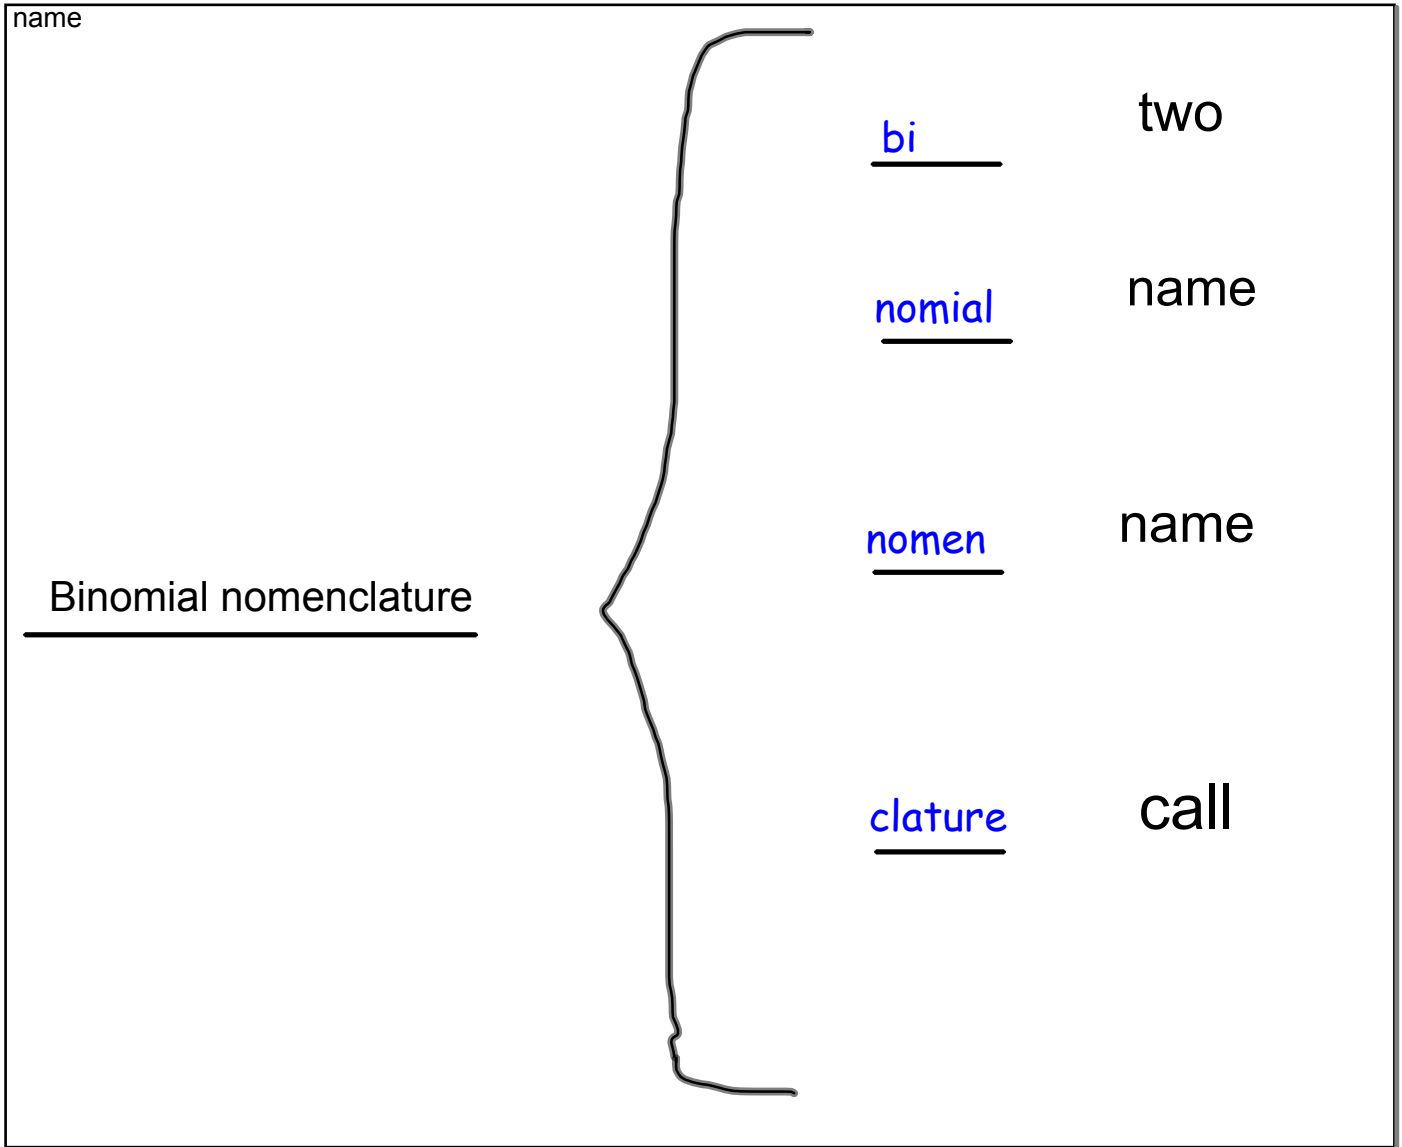 name
bi two
nomial name
nomen name
Binomial nomenclature
clature call